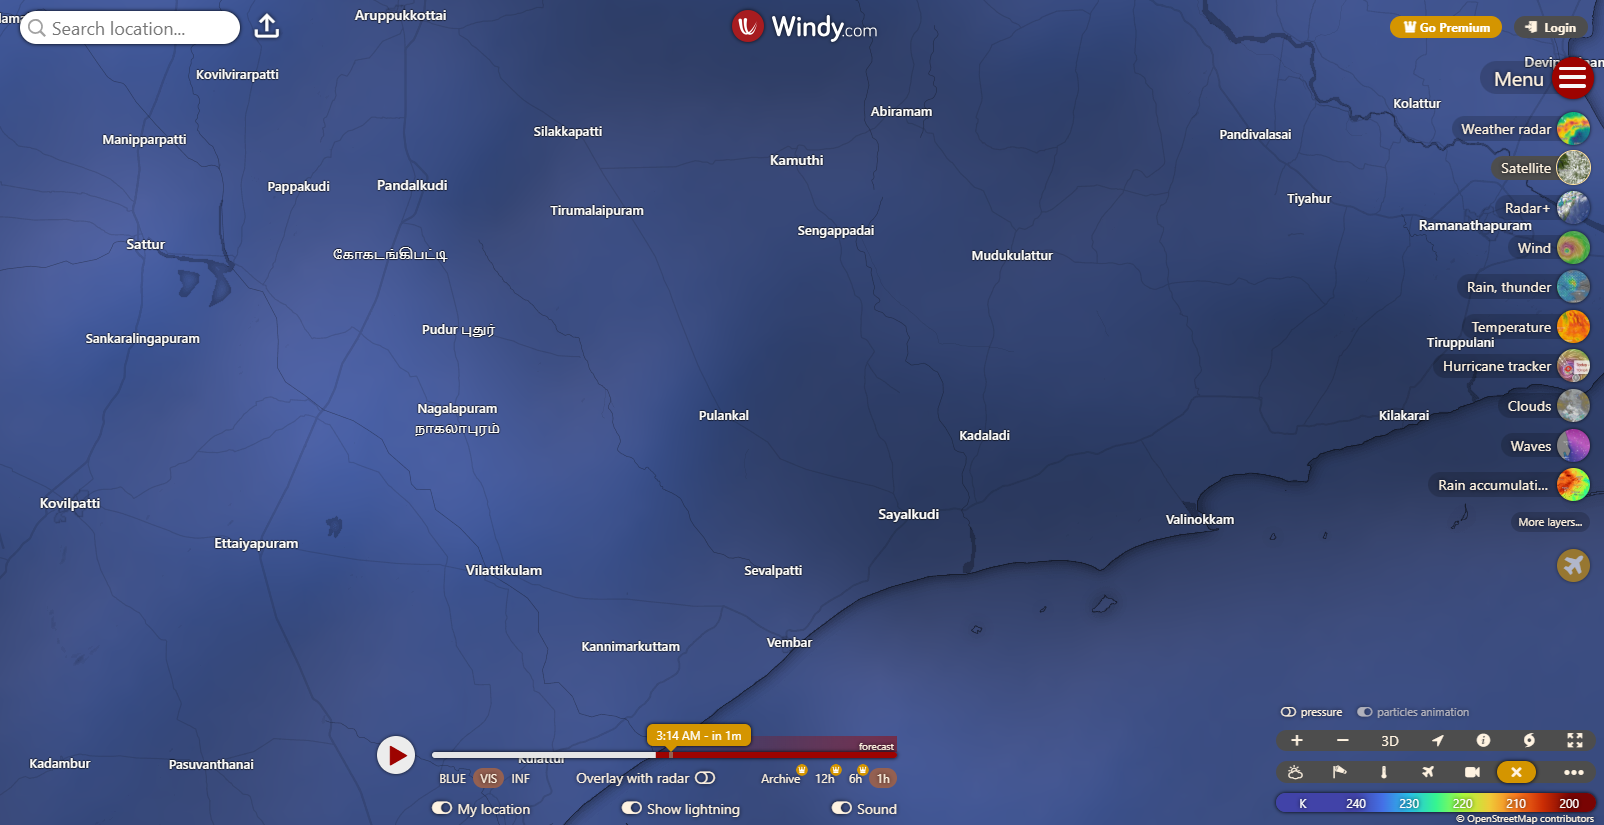 Aruppukkottai
Search location...
Windy.com
Go Premium
Login
Menu
Kovilvirarpatti
Kolattur
Abiramam
Silakkapatti
Pandivalasai
Weather radar
Manipparpatti
Kamuthi
Satellite
Pappakudi
Pandalkudi
Tiyahur
Tirumalaipuram
Radar+
Ramanathapuram
Sengappadai
Sattur
Wind
கோகடங்கிபட்டி
Mudukulattur
Rain, thunder
Pudur புதுர்
Temperature
Sankaralingapuram
Tiruppulani
Hurricane tracker
Nagalapuram
நாகலாபுரம்
Clouds
Pulankal
Kilakarai
Kadaladi
Waves
Rain accumulati...
Kovilpatti
Sayalkudi
Valinokkam
More layers...
Ettaiyapuram
Vilattikulam
Sevalpatti
Kannimarkuttam
Vembar
pressure
particles animation
3:14 AM - in 1m
forecast
3D
Kadambur
Pasuvanthanai
BLUE VIS INF
Overlay with radar
Archive 12h 6h 1h
My location
Show lightning
Sound
K 240 230 220 210 200
© OpenStreetMap contributors